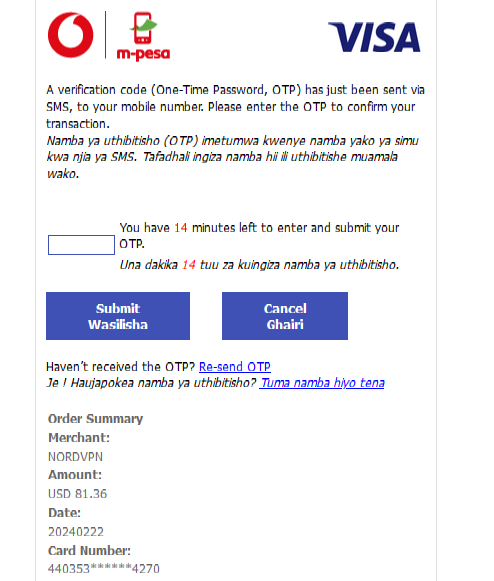 m-pesa
VISA
A verification code (One-Time Password, OTP) has just been sent via
SMS, to your mobile number. Please enter the OTP to confirm your
transaction.
Namba ya uthibitisho (OTP) imetumwa kwenye namba yako ya simu
kwa njia ya SMS. Tafadhali ingiza namba hii ili uthibitishe muamala
wako.
You have 14 minutes left to enter and submit your
OTP.
Una dakika 14 tuu za kuingiza namba ya uthibitisho.
Submit
Wasilisha
Cancel
Ghairi
Haven't received the OTP? Re-send OTP
Je ! Haujapokea namba ya uthibitisho? Tuma namba hiyo tena
Order Summary
Merchant:
NORDVPN
Amount:
USD 81.36
Date:
20240222
Card Number:
440353******4270